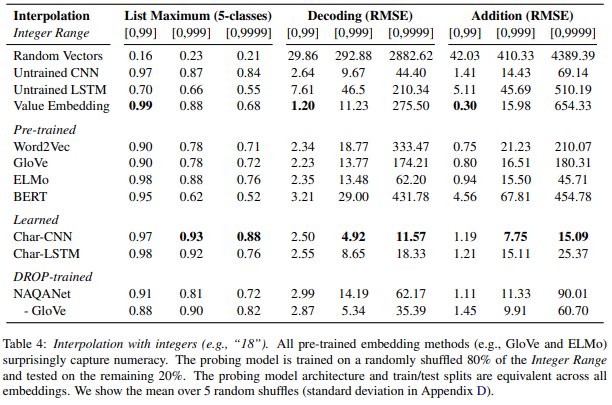 Interpolation List Maximum (5-classes) Decoding (RMSE) Addition (RMSE)
Integer Range [0,99] [0,999] [0,9999] [0,99] [0,999] [0,9999] [0,99] [0,999] [0,9999]
Random Vectors 0.16 0.23 0.21 29.86 292.88 2882.62 42.03 410.33 4389.39
Untrained CNN 0.97 0.87 0.84 2.64 9.67 44.40 1.41 14.43 69.14
Untrained LSTM 0.70 0.66 0.55 7.61 46.5 210.34 5.11 45.69 510.19
Value Embedding 0.99 0.88 0.68 1.20 11.23 275.50 0.30 15.98 654.33
Pre-trained
Word2Vec 0.90 0.78 0.71 2.34 18.77 333.47 0.75 21.23 210.07
GloVe 0.90 0.78 0.72 2.23 13.77 174.21 0.80 16.51 180.31
ELMo 0.98 0.88 0.76 2.35 13.48 62.20 0.94 15.50 45.71
BERT 0.95 0.62 0.52 3.21 29.00 431.78 4.56 67.81 454.78
Learned
Char-CNN 0.97 0.93 0.88 2.50 4.92 11.57 1.19 7.75 15.09
Char-LSTM 0.98 0.92 0.76 2.55 8.65 18.33 1.21 15.11 25.37
DROP-trained
NAQANet 0.91 0.81 0.72 2.99 14.19 62.17 1.11 11.33 90.01
- GloVe 0.88 0.90 0.82 2.87 5.34 35.39 1.45 9.91 60.70
Table 4: Interpolation with integers (e.g., “18”). All pre-trained embedding methods (e.g., GloVe and ELMo)
surprisingly capture numeracy. The probing model is trained on a randomly shuffled 80% of the Integer Range
and tested on the remaining 20%. The probing model architecture and train/test splits are equivalent across all
embeddings. We show the mean over 5 random shuffles (standard deviation in Appendix D).